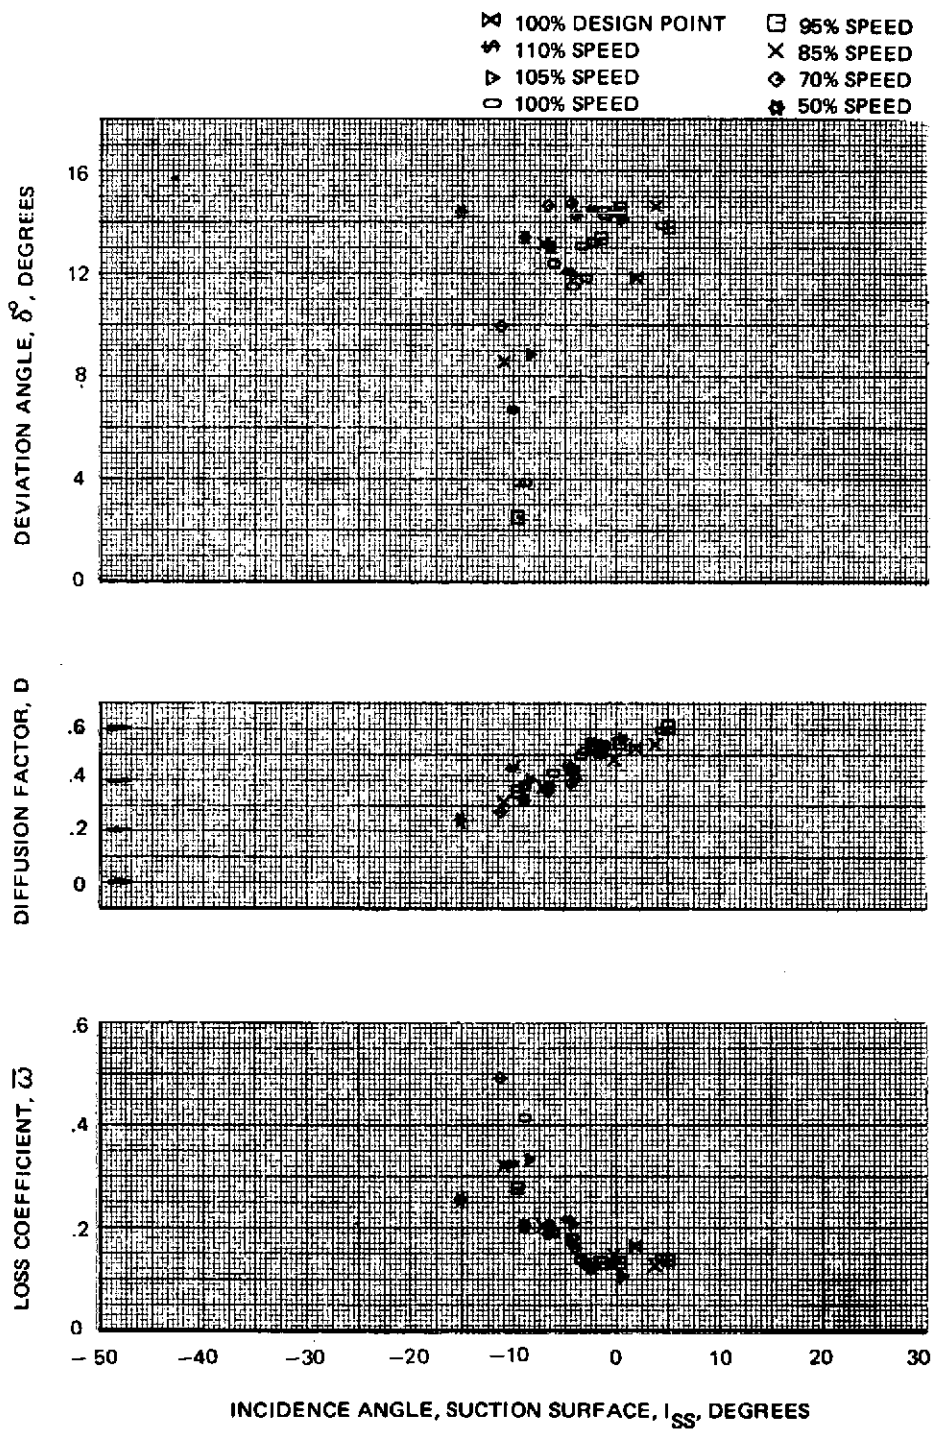 100% DESIGN POINT
110% SPEED
105% SPEED
100% SPEED
95% SPEED
85% SPEED
70% SPEED
50% SPEED
DEVIATION ANGLE, δ°, DEGREES
16
12
8
4
0
DIFFUSION FACTOR, D
.6
.4
.2
0
LOSS COEFFICIENT, ω̅
.6
.4
.2
0
−50 −40 −30 −20 −10 0 10 20 30
INCIDENCE ANGLE, SUCTION SURFACE, I_SS, DEGREES